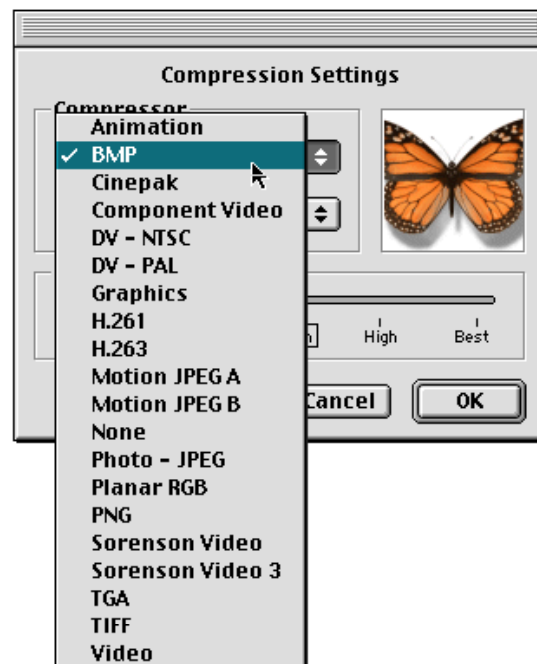 Compression Settings
Compressor
Animation
✓ BMP
Cinepak
Component Video
DV - NTSC
DV - PAL
Graphics
H.261
H.263
Motion JPEG A
Motion JPEG B
None
Photo - JPEG
Planar RGB
PNG
Sorenson Video
Sorenson Video 3
TGA
TIFF
Video
High
Best
Cancel
OK